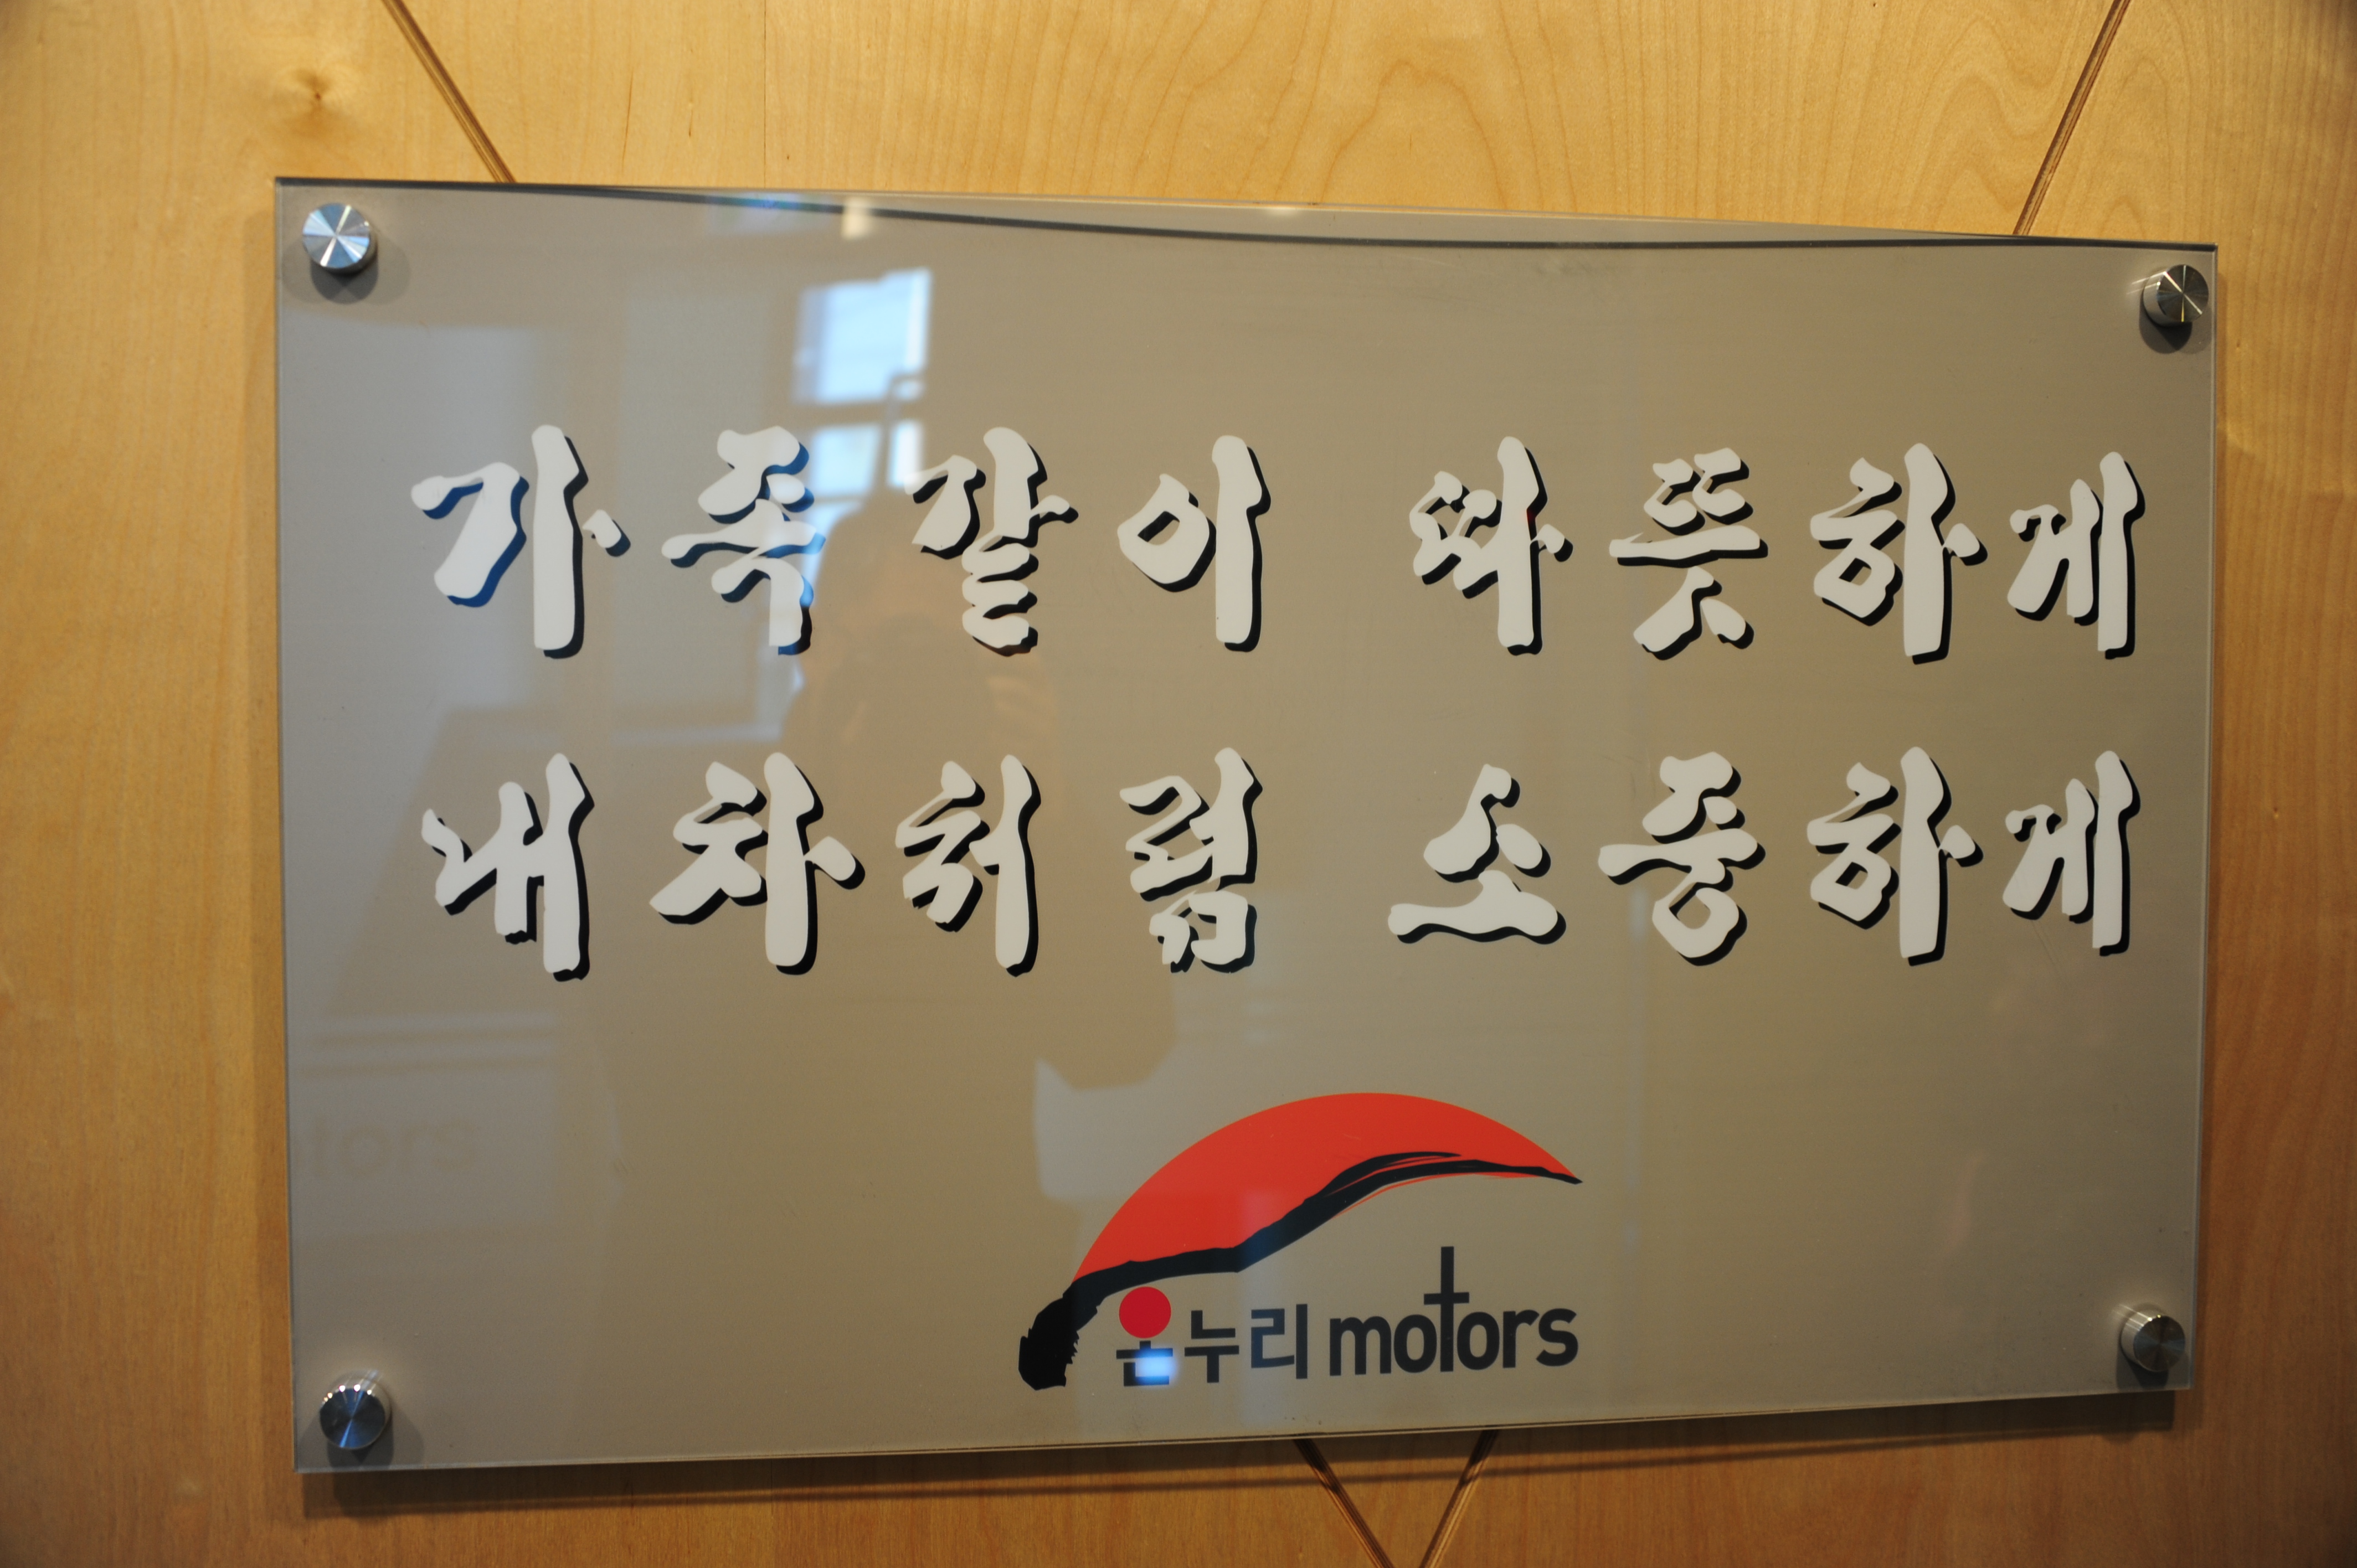 가족같이 따뜻하게
내차처럼 소중하게
온누리 motors
tors